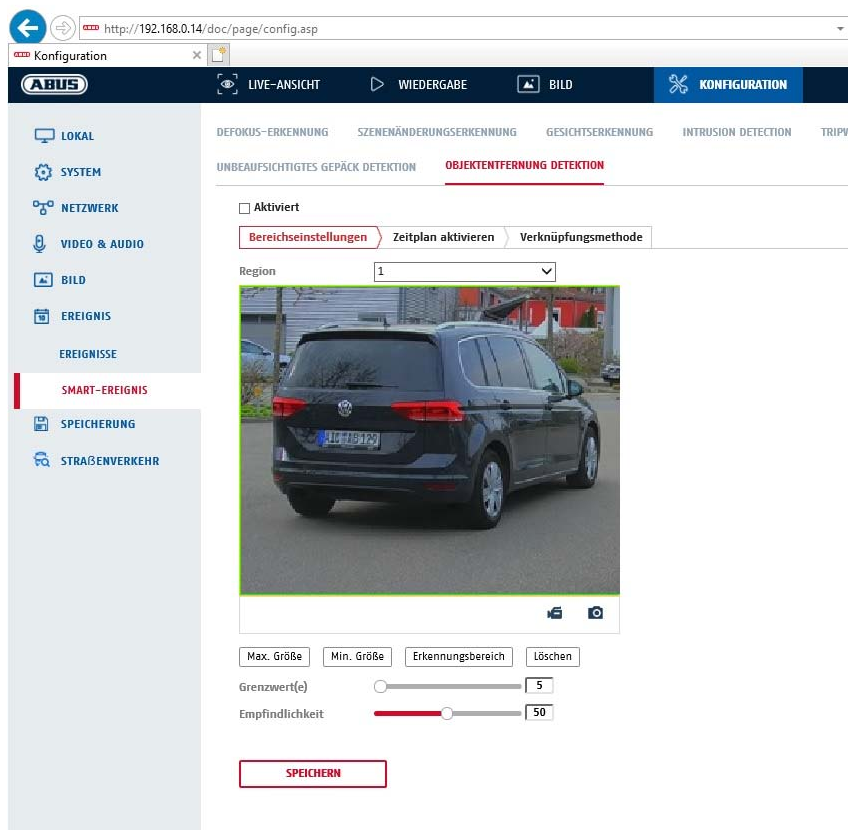 http://192.168.0.14/doc/page/config.asp
Konfiguration
ABUS
LIVE-ANSICHT
WIEDERGABE
BILD
KONFIGURATION
LOKAL
SYSTEM
NETZWERK
VIDEO & AUDIO
BILD
EREIGNIS
EREIGNISSE
SMART-EREIGNIS
SPEICHERUNG
STRAßENVERKEHR
DEFOKUS-ERKENNUNG
SZENENÄNDERUNGSERKENNUNG
GESICHTSERKENNUNG
INTRUSION DETECTION
UNBEAUFSICHTIGTES GEPÄCK DETEKTION
OBJEKTENTFERNUNG DETEKTION
Aktiviert
Bereichseinstellungen
Zeitplan aktivieren
Verknüpfungsmethode
Region
1
Max. Größe
Min. Größe
Erkennungsbereich
Löschen
Grenzwert(e)
5
Empfindlichkeit
50
SPEICHERN